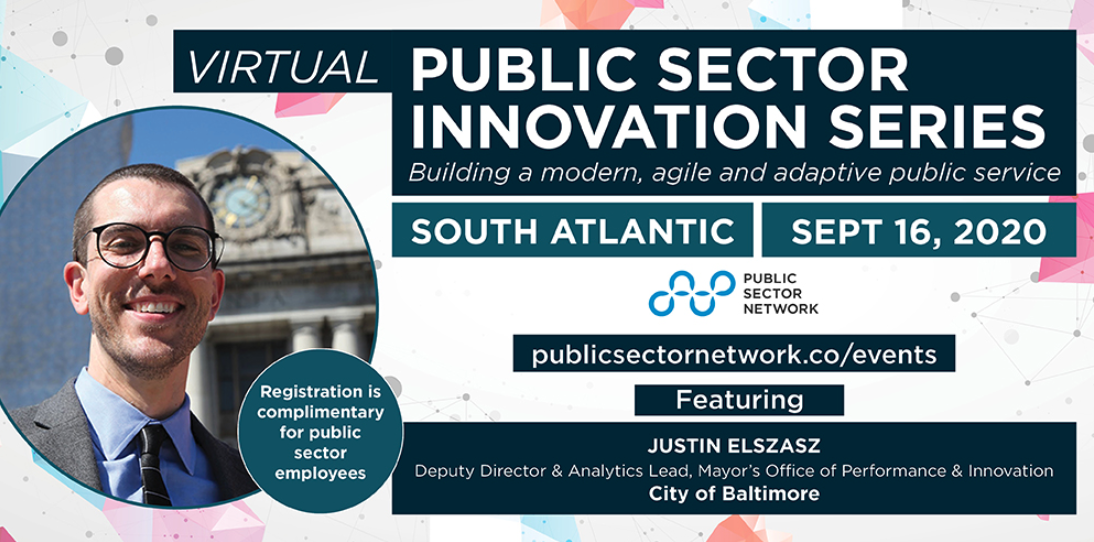 VIRTUAL
PUBLIC SECTOR
INNOVATION SERIES
Building a modern, agile and adaptive public service
SOUTH ATLANTIC
SEPT 16, 2020
PUBLIC
SECTOR
NETWORK
publicsectornetwork.co/events
Featuring
JUSTIN ELSZASZ
Deputy Director & Analytics Lead, Mayor's Office of Performance & Innovation
City of Baltimore
Registration is
complimentary
for public
sector
employees